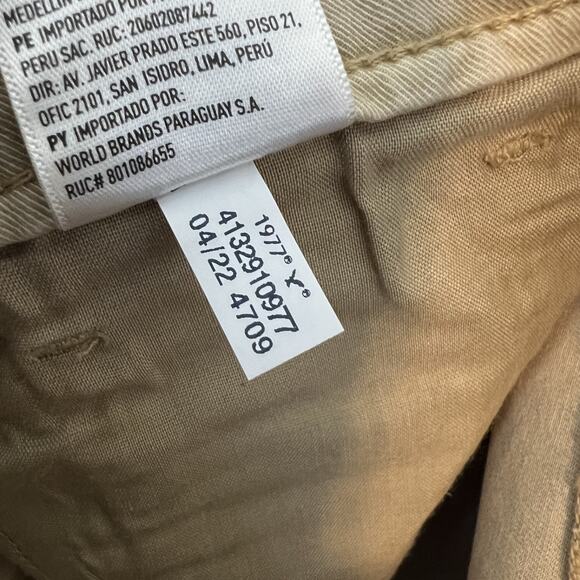 MEDELLIN
PE IMPORTADO POR
PERU SAC. RUC: 20602087442
DIR: AV. JAVIER PRADO ESTE 560, PISO 21,
OFIC 2101, SAN ISIDRO, LIMA, PERÚ
PY IMPORTADO POR:
WORLD BRANDS PARAGUAY S.A.
RUC# 801086655
1977®
4132910977
04/22 4709